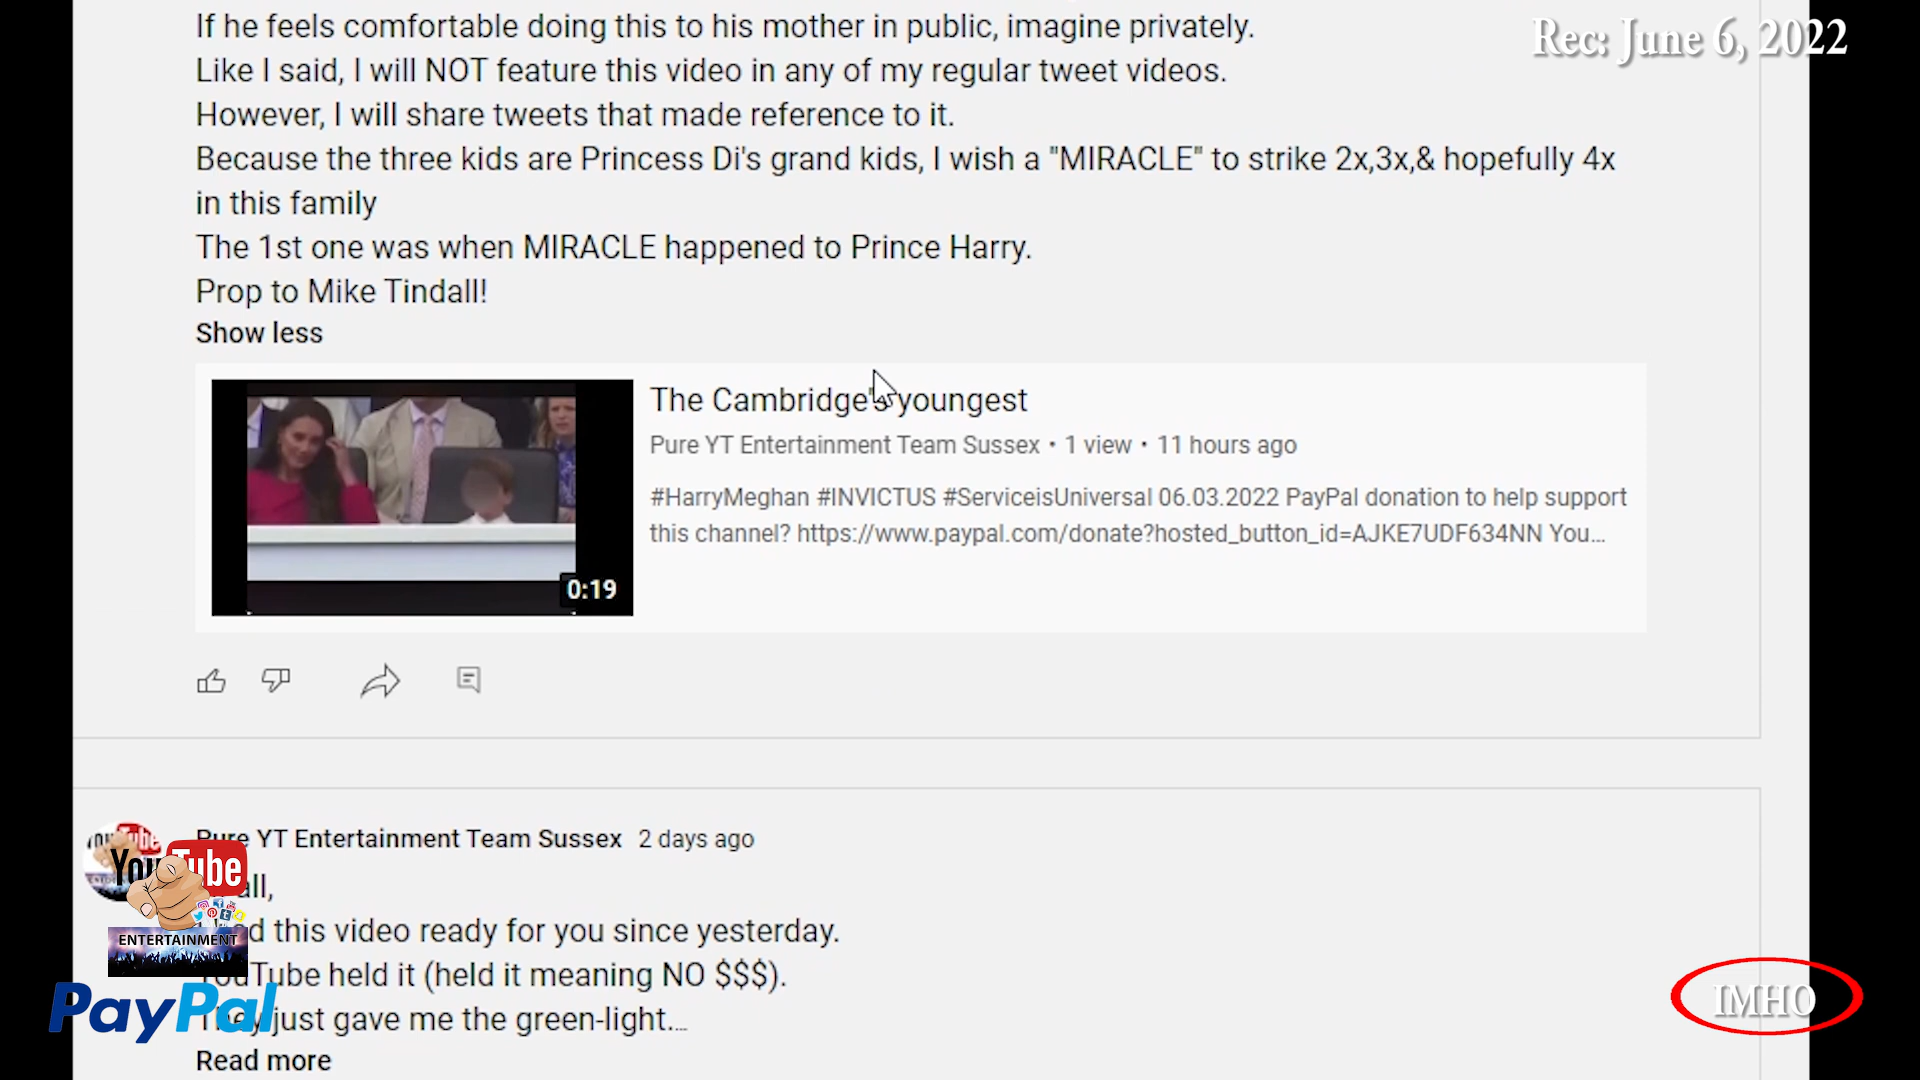 Rec: June 6, 2022
If he feels comfortable doing this to his mother in public, imagine privately.
Like I said, I will NOT feature this video in any of my regular tweet videos.
However, I will share tweets that made reference to it.
Because the three kids are Princess Di's grand kids, I wish a "MIRACLE" to strike 2x,3x,& hopefully 4x
in this family
The 1st one was when MIRACLE happened to Prince Harry.
Prop to Mike Tindall!
Show less
The Cambridge's youngest
Pure YT Entertainment Team Sussex • 1 view • 11 hours ago
#HarryMeghan #INVICTUS #ServiceisUniversal 06.03.2022 PayPal donation to help support
this channel? https://www.paypal.com/donate?hosted_button_id=AJKE7UDF634NN You...
0:19
Pure YT Entertainment Team Sussex 2 days ago
all,
this video ready for you since yesterday.
YouTube held it (held it meaning NO $$$).
They just gave me the green-light....
Read more
YouTube
ENTERTAINMENT
PayPal
IMHO